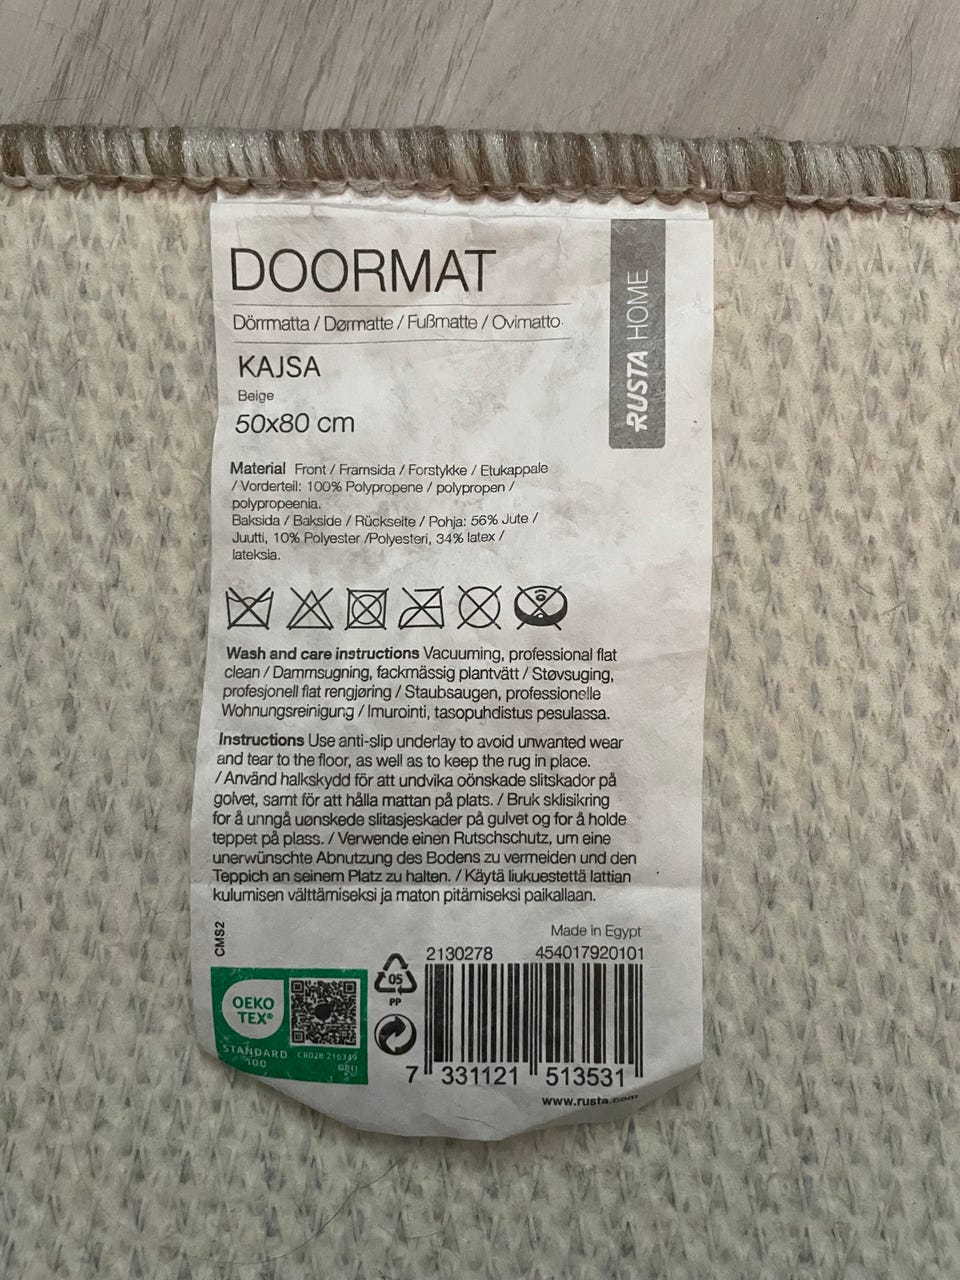 DOORMAT
Dörrmatta / Dørmatte / Fußmatte / Ovimatto
RUSTA HOME
KAJSA
Beige
50x80 cm
Material Front / Framsida / Forstykke / Etukappale
/ Vorderteil: 100% Polypropene / polypropen /
polypropeenia.
Baksida / Bakside / Rückseite / Pohja: 56% Jute /
Juutti, 10% Polyester /Polyesteri, 34% latex /
lateksia.
Wash and care instructions Vacuuming, professional flat
clean / Dammsugning, fackmässig plantvätt / Støvsuging,
profesjonell flat rengjøring / Staubsaugen, professionelle
Wohnungsreinigung / Imurointi, tasopuhdistus pesulassa.
Instructions Use anti-slip underlay to avoid unwanted wear
and tear to the floor, as well as to keep the rug in place.
/ Använd halkskydd för att undvika oönskade slitskador på
golvet, samt för att hålla mattan på plats. / Bruk sklisikring
for å unngå uønskede slitasjeskader på gulvet og for å holde
teppet på plass. / Verwende einen Rutschschutz, um eine
unerwünschte Abnutzung des Bodens zu vermeiden und den
Teppich an seinem Platz zu halten. / Käytä liukuestettä lattian
kulumisen välttämiseksi ja maton pitämiseksi paikallaan.
CMS2
Made in Egypt
2130278 454017920101
05
PP
OEKO
TEX®
STANDARD
100
7 331121 513531
www.rusta.com